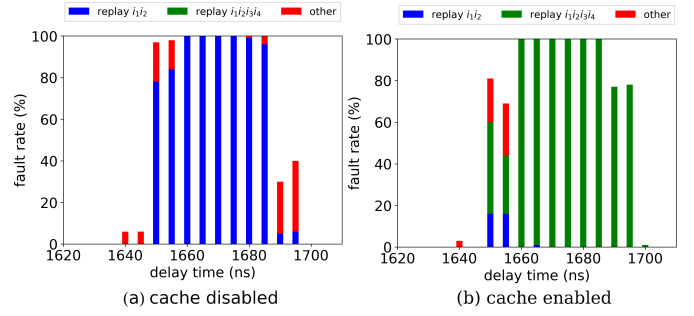 replay i₁i₂ replay i₁i₂i₃i₄ other
100
80
60
40
20
0
fault rate (%)
1620 1640 1660 1680 1700
delay time (ns)
(a) cache disabled
replay i₁i₂ replay i₁i₂i₃i₄ other
100
80
60
40
20
0
fault rate (%)
1620 1640 1660 1680 1700
delay time (ns)
(b) cache enabled